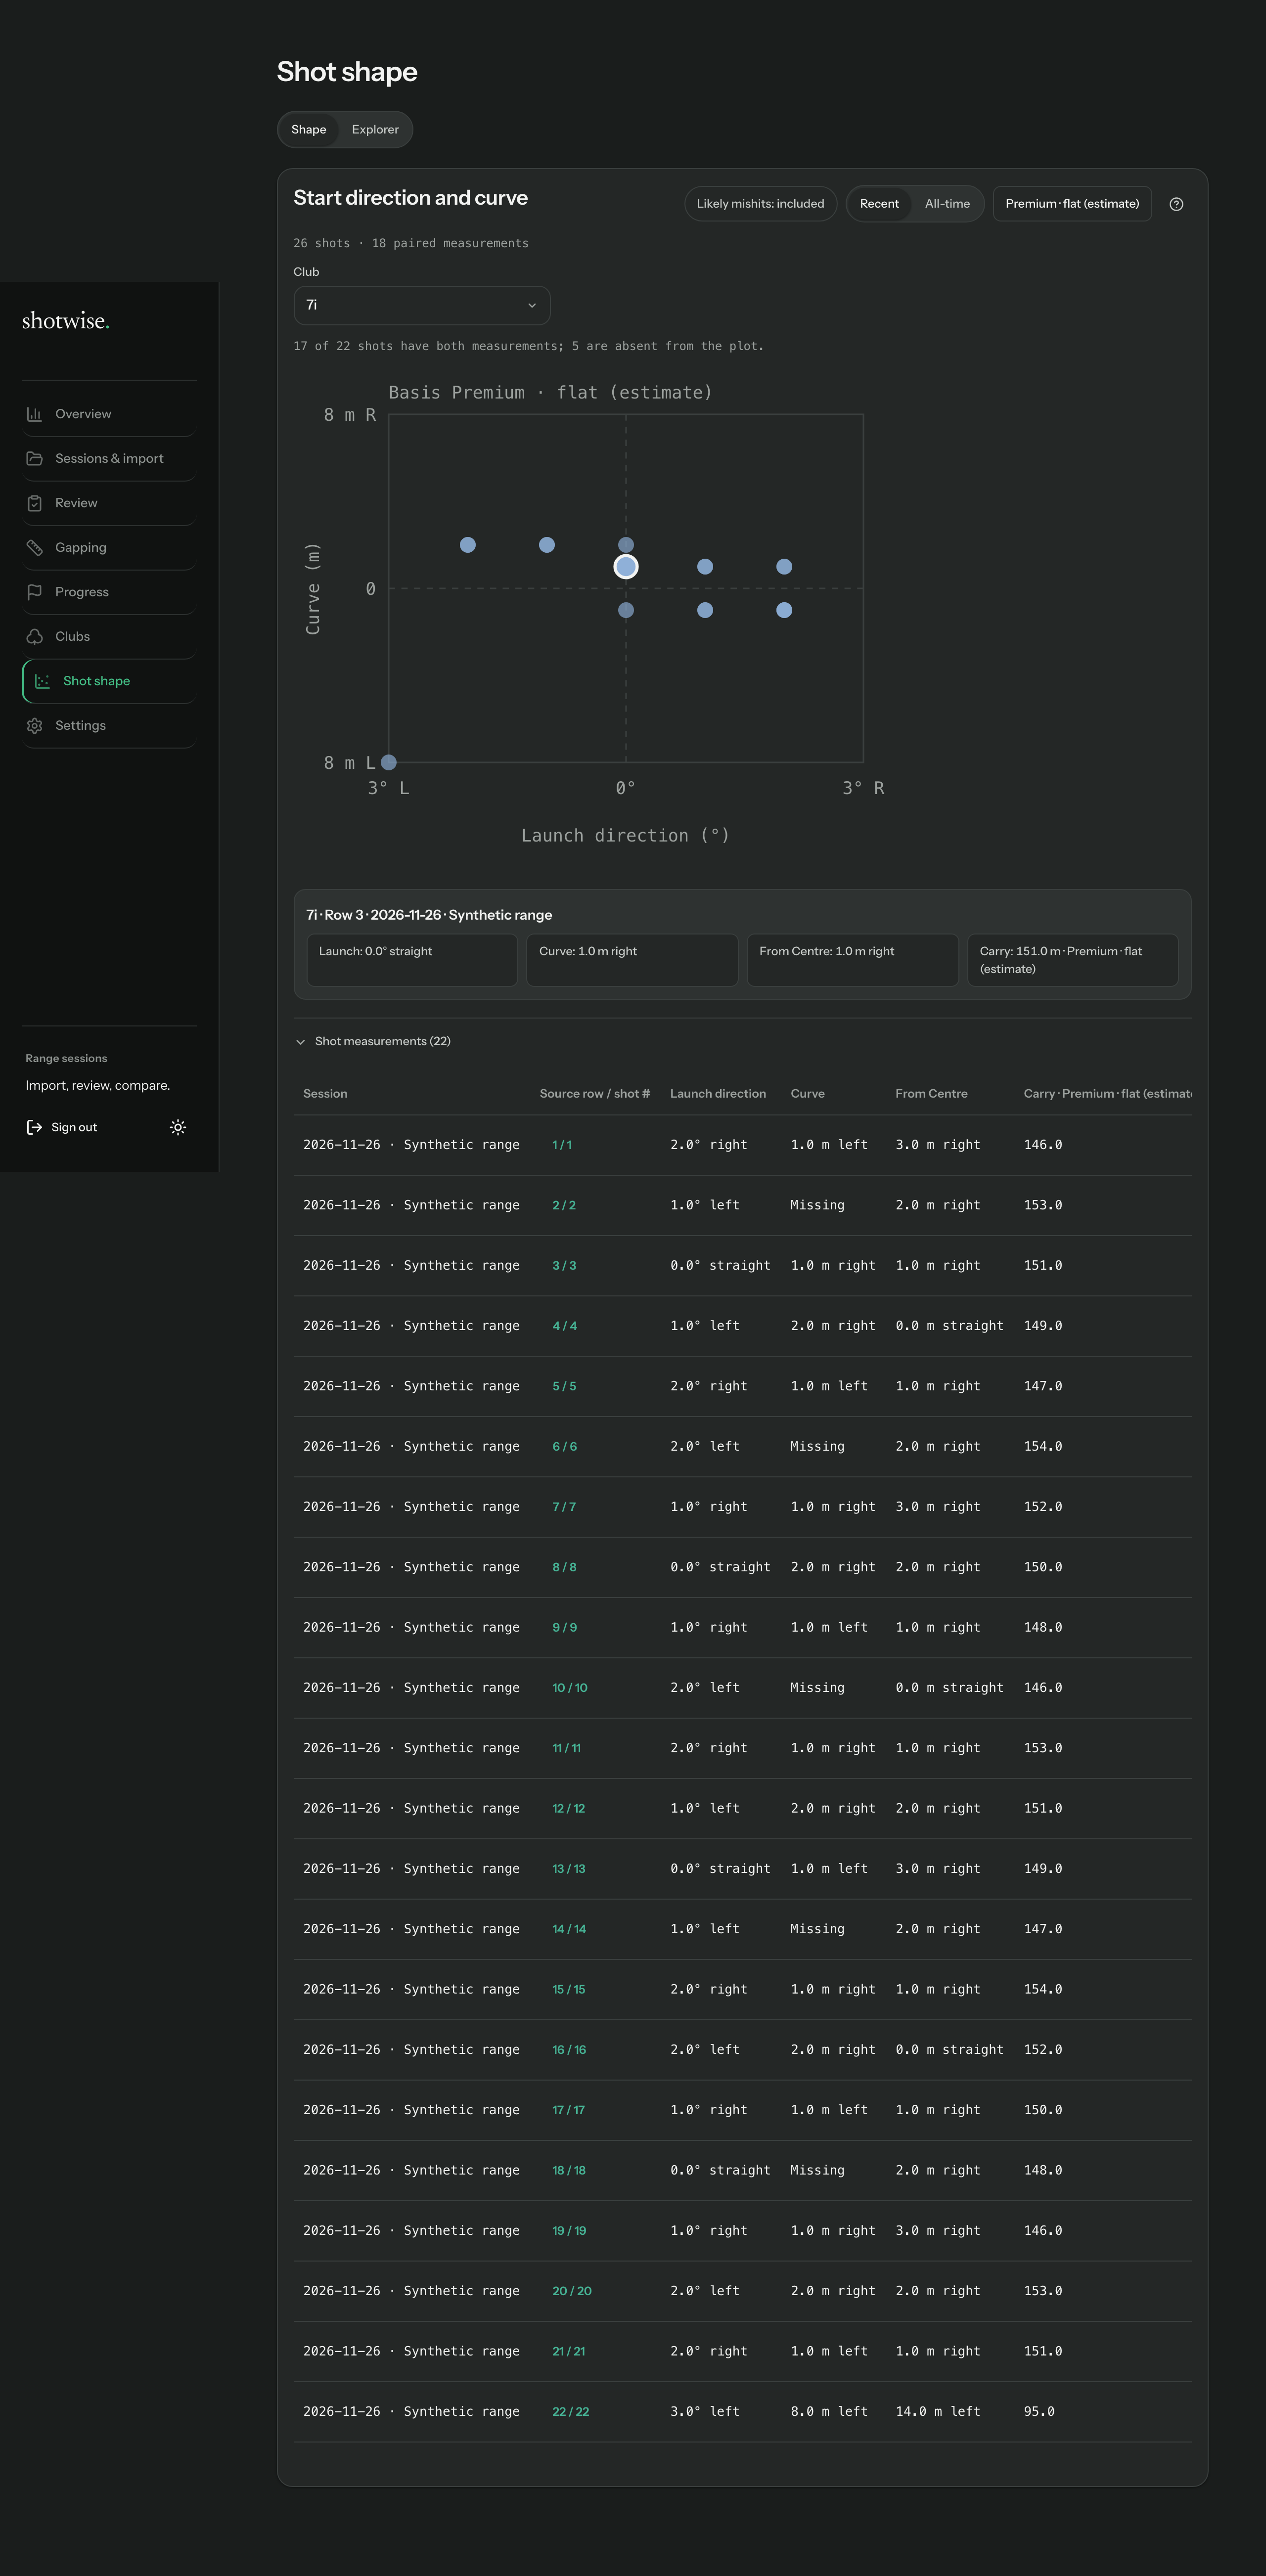 Shot shape
Shape Explorer
Start direction and curve
Likely mishits: included Recent All-time Premium · flat (estimate)
26 shots · 18 paired measurements
Club
7i
17 of 22 shots have both measurements; 5 are absent from the plot.
shotwise.
Overview
Sessions & import
Review
Gapping
Progress
Clubs
Shot shape
Settings
Range sessions
Import, review, compare.
Sign out
Basis Premium · flat (estimate)
8 m R
Curve (m)
0
8 m L
3° L 0° 3° R
Launch direction (°)
7i · Row 3 · 2026-11-26 · Synthetic range
Launch: 0.0° straight
Curve: 1.0 m right
From Centre: 1.0 m right
Carry: 151.0 m · Premium · flat
(estimate)
Shot measurements (22)
Session Source row / shot # Launch direction Curve From Centre Carry · Premium · flat (estimat
2026-11-26 · Synthetic range 1 / 1 2.0° right 1.0 m left 3.0 m right 146.0
2026-11-26 · Synthetic range 2 / 2 1.0° left Missing 2.0 m right 153.0
2026-11-26 · Synthetic range 3 / 3 0.0° straight 1.0 m right 1.0 m right 151.0
2026-11-26 · Synthetic range 4 / 4 1.0° left 2.0 m right 0.0 m straight 149.0
2026-11-26 · Synthetic range 5 / 5 2.0° right 1.0 m left 1.0 m right 147.0
2026-11-26 · Synthetic range 6 / 6 2.0° left Missing 2.0 m right 154.0
2026-11-26 · Synthetic range 7 / 7 1.0° right 1.0 m right 3.0 m right 152.0
2026-11-26 · Synthetic range 8 / 8 0.0° straight 2.0 m right 2.0 m right 150.0
2026-11-26 · Synthetic range 9 / 9 1.0° right 1.0 m left 1.0 m right 148.0
2026-11-26 · Synthetic range 10 / 10 2.0° left Missing 0.0 m straight 146.0
2026-11-26 · Synthetic range 11 / 11 2.0° right 1.0 m right 1.0 m right 153.0
2026-11-26 · Synthetic range 12 / 12 1.0° left 2.0 m right 2.0 m right 151.0
2026-11-26 · Synthetic range 13 / 13 0.0° straight 1.0 m left 3.0 m right 149.0
2026-11-26 · Synthetic range 14 / 14 1.0° left Missing 2.0 m right 147.0
2026-11-26 · Synthetic range 15 / 15 2.0° right 1.0 m right 1.0 m right 154.0
2026-11-26 · Synthetic range 16 / 16 2.0° left 2.0 m right 0.0 m straight 152.0
2026-11-26 · Synthetic range 17 / 17 1.0° right 1.0 m left 1.0 m right 150.0
2026-11-26 · Synthetic range 18 / 18 0.0° straight Missing 2.0 m right 148.0
2026-11-26 · Synthetic range 19 / 19 1.0° right 1.0 m right 3.0 m right 146.0
2026-11-26 · Synthetic range 20 / 20 2.0° left 2.0 m right 2.0 m right 153.0
2026-11-26 · Synthetic range 21 / 21 2.0° right 1.0 m left 1.0 m right 151.0
2026-11-26 · Synthetic range 22 / 22 3.0° left 8.0 m left 14.0 m left 95.0